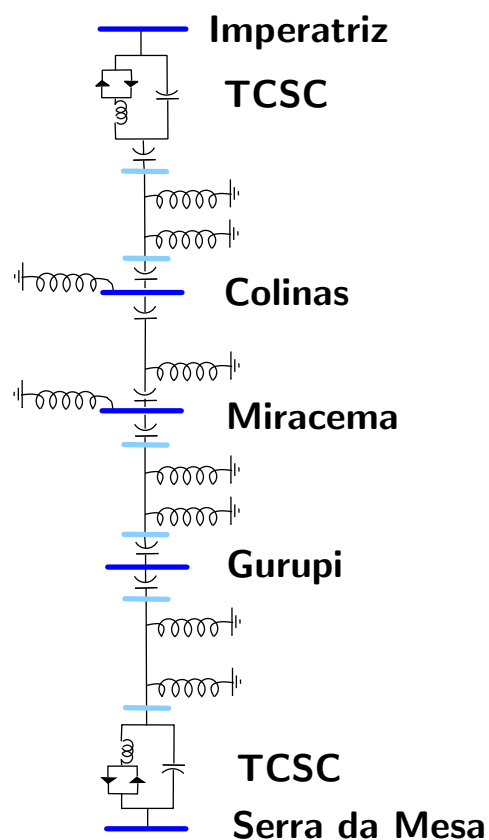 Imperatriz
TCSC
Colinas
Miracema
Gurupi
TCSC
Serra da Mesa